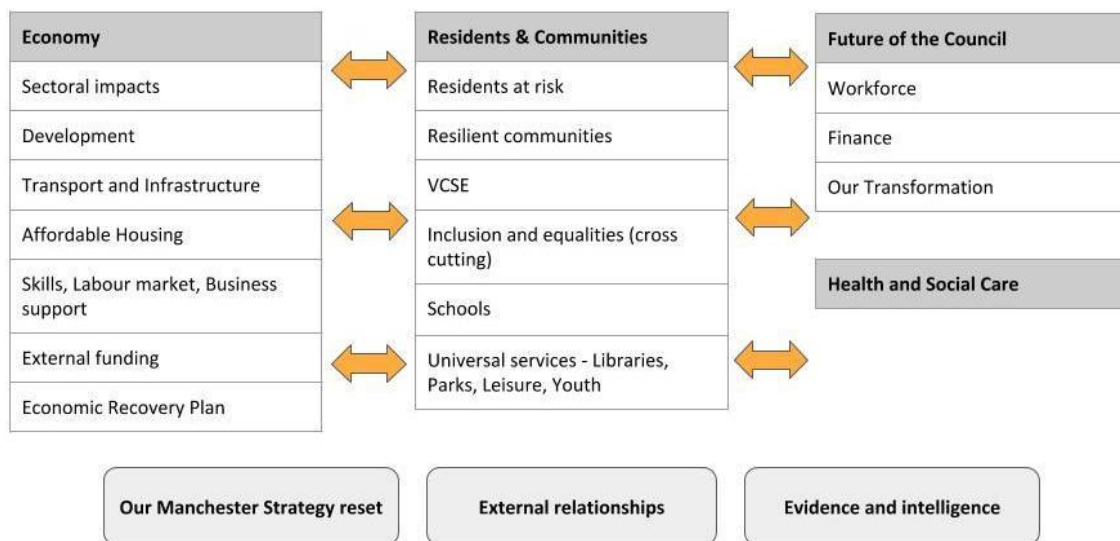 Economy
Sectoral impacts
Development
Transport and Infrastructure
Affordable Housing
Skills, Labour market, Business
support
External funding
Economic Recovery Plan
Residents & Communities
Residents at risk
Resilient communities
VCSE
Inclusion and equalities (cross
cutting)
Schools
Universal services - Libraries,
Parks, Leisure, Youth
Future of the Council
Workforce
Finance
Our Transformation
Health and Social Care
Our Manchester Strategy reset
External relationships
Evidence and intelligence